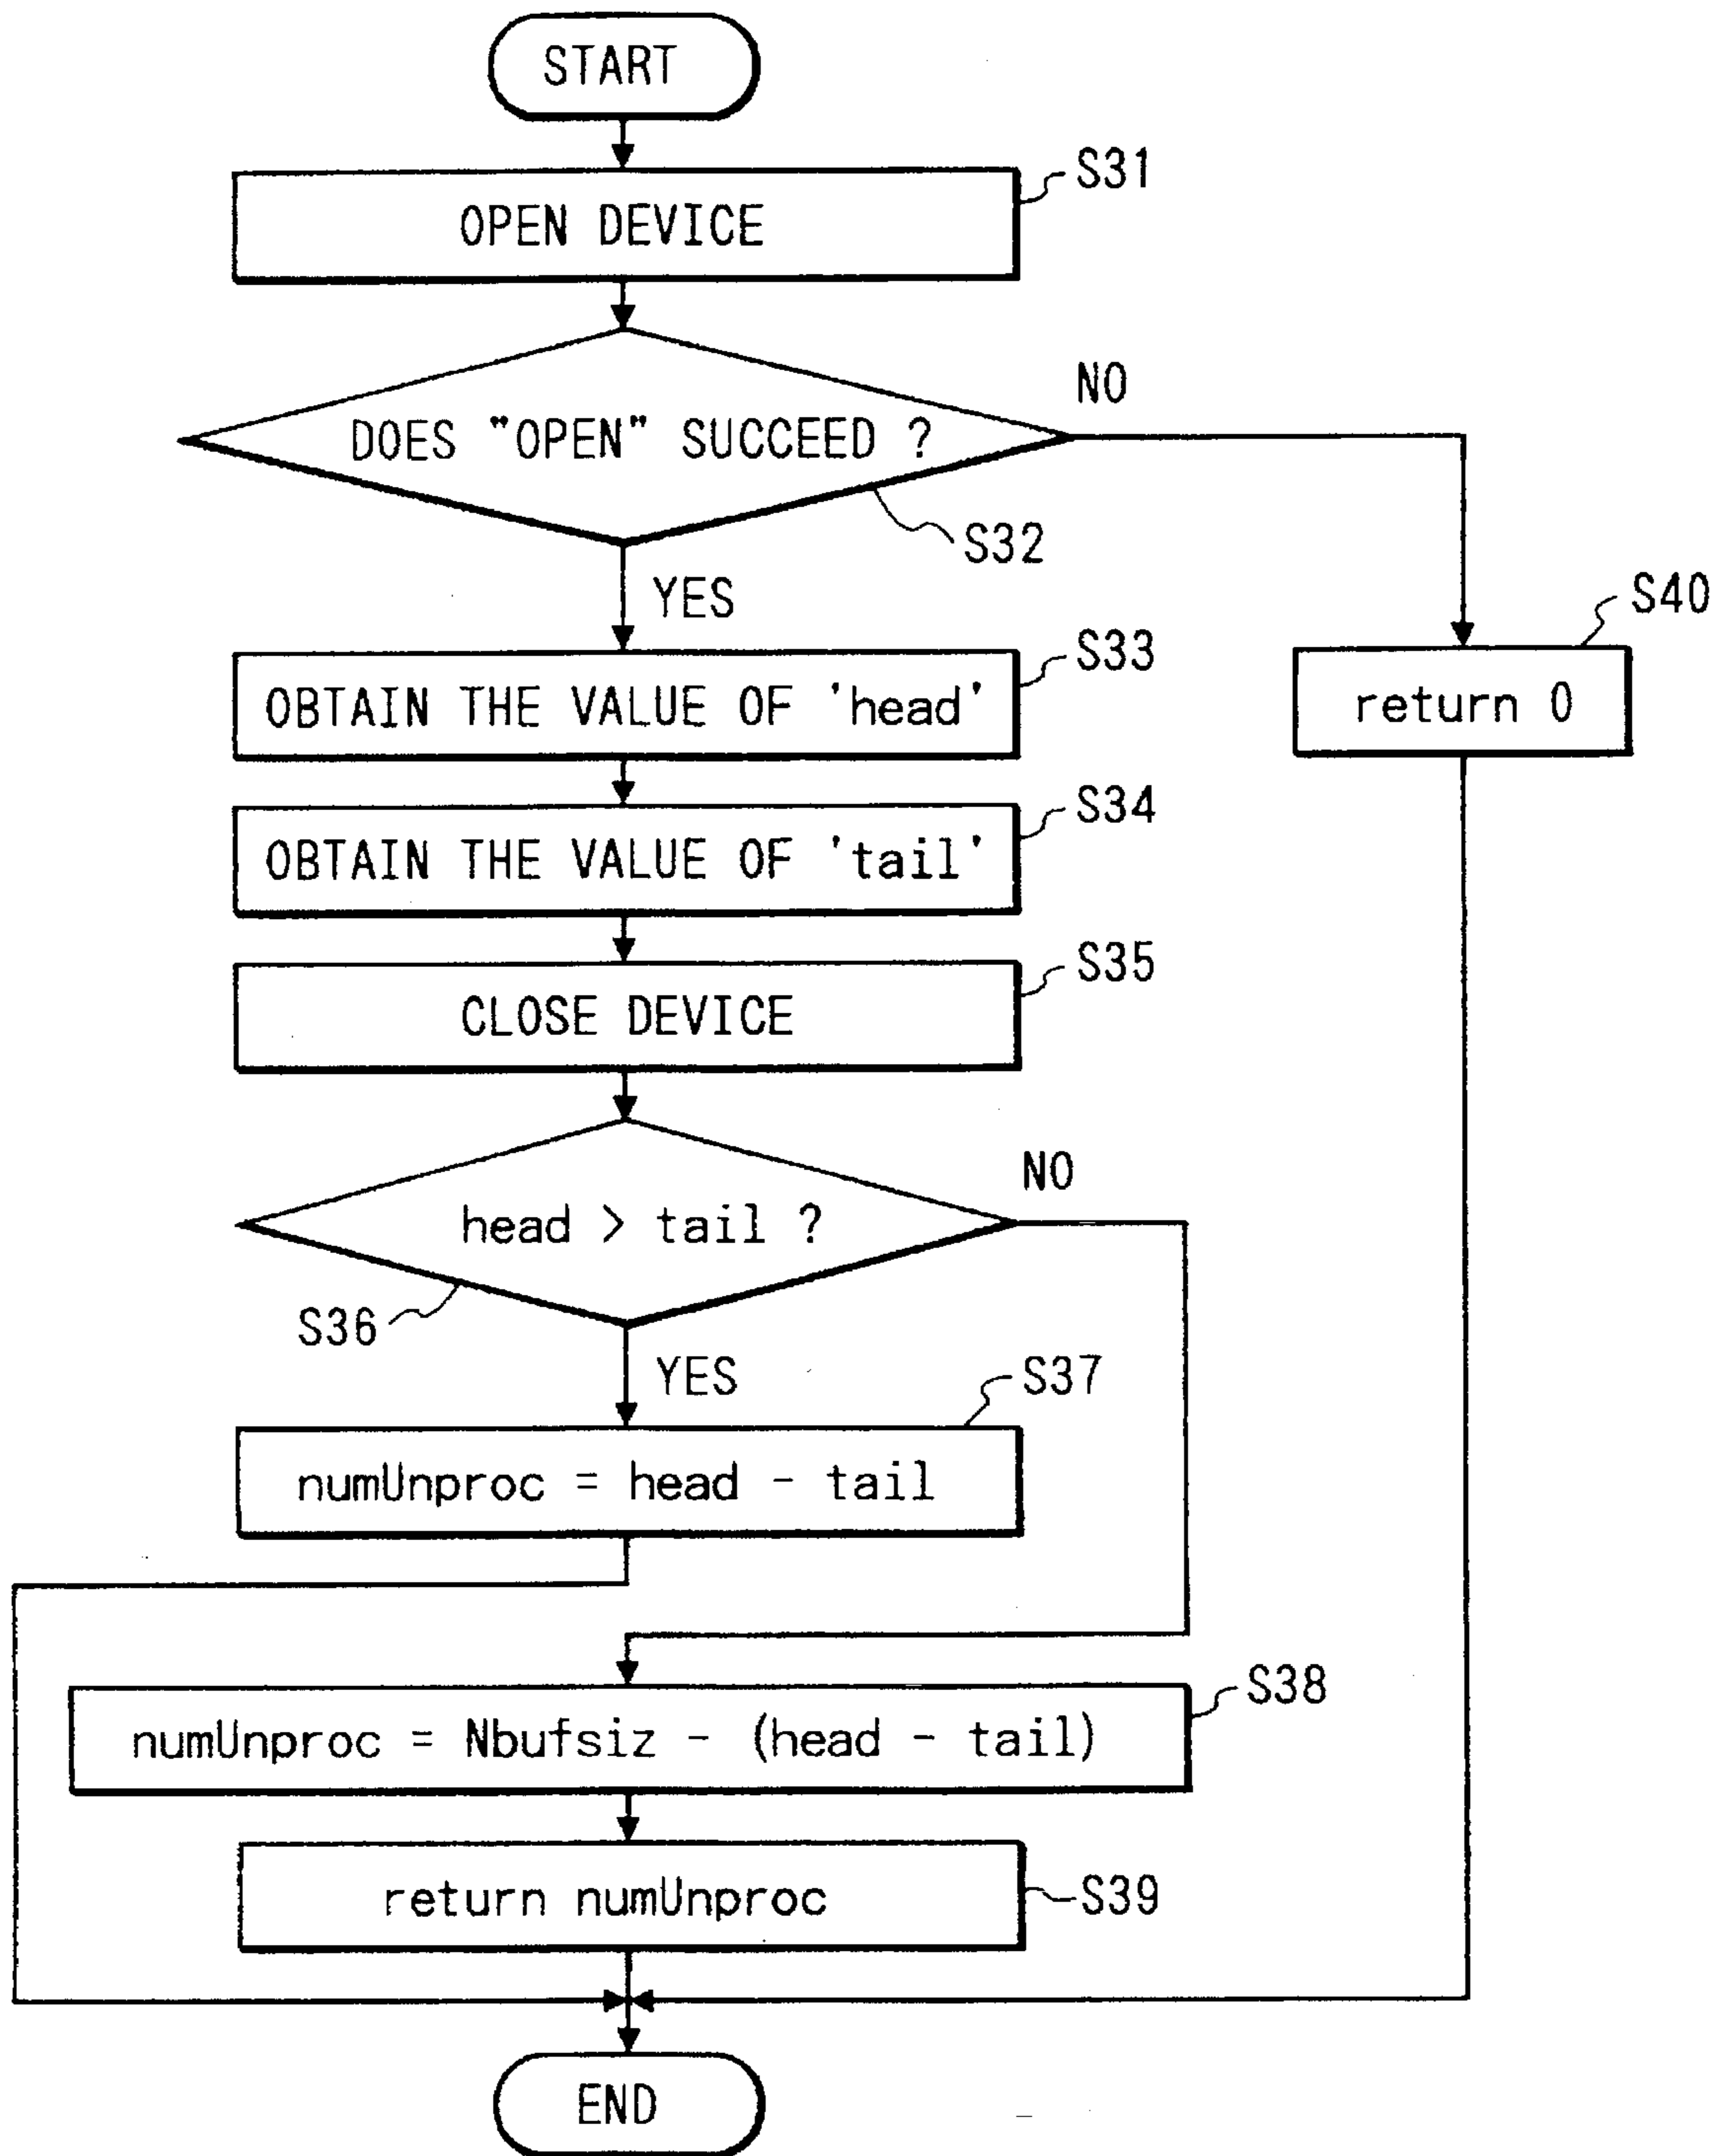 START
S31
OPEN DEVICE
NO
DOES "OPEN" SUCCEED ?
S32
YES
S40
S33
OBTAIN THE VALUE OF 'head'
return 0
S34
OBTAIN THE VALUE OF 'tail'
S35
CLOSE DEVICE
NO
head > tail ?
S36
YES
S37
numUnproc = head - tail
S38
numUnproc = Nbufsiz - (head - tail)
return numUnproc
S39
END